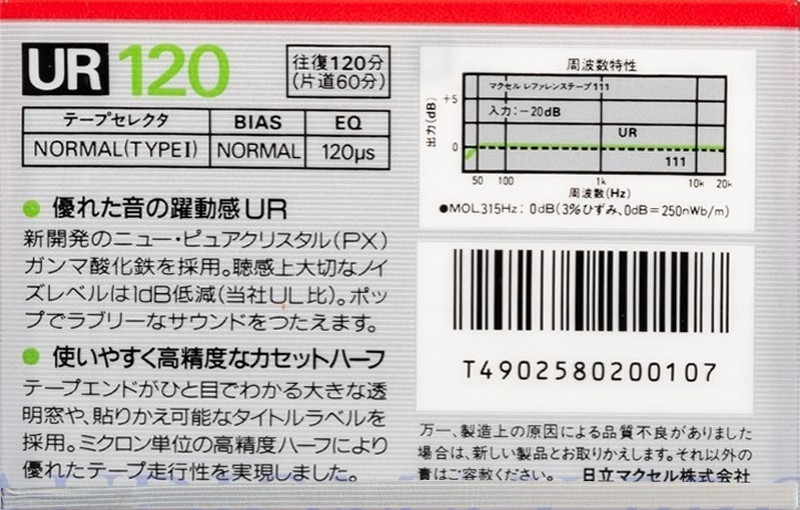 UR 120
往復120分
(片道60分)
テープセレクタ BIAS EQ
NORMAL(TYPEⅠ) NORMAL 120μs
● 優れた音の躍動感UR
新開発のニュー・ピュアクリスタル(PX)
ガンマ酸化鉄を採用。聴感上大切なノイ
ズレベルは1dB低減(当社UL比)。ポッ
プでラブリーなサウンドをつたえます。
● 使いやすく高精度なカセットハーフ
テープエンドがひと目でわかる大きな透
明窓や、貼りかえ可能なタイトルラベルを
採用。ミクロン単位の高精度ハーフにより
優れたテープ走行性を実現しました。
周波数特性
マクセル レファレンステープ111
+5
入力:−20dB
出力(dB)
UR
0
111
50 100 1k 10k 20k
周波数(Hz)
●MOL315Hz: 0dB(3%ひずみ、0dB=250nWb/m)
T4902580200107
万一、製造上の原因による品質不良がありました
場合は、新しい製品とお取りかえします。それ以外の
責はご容赦ください。 日立マクセル株式会社